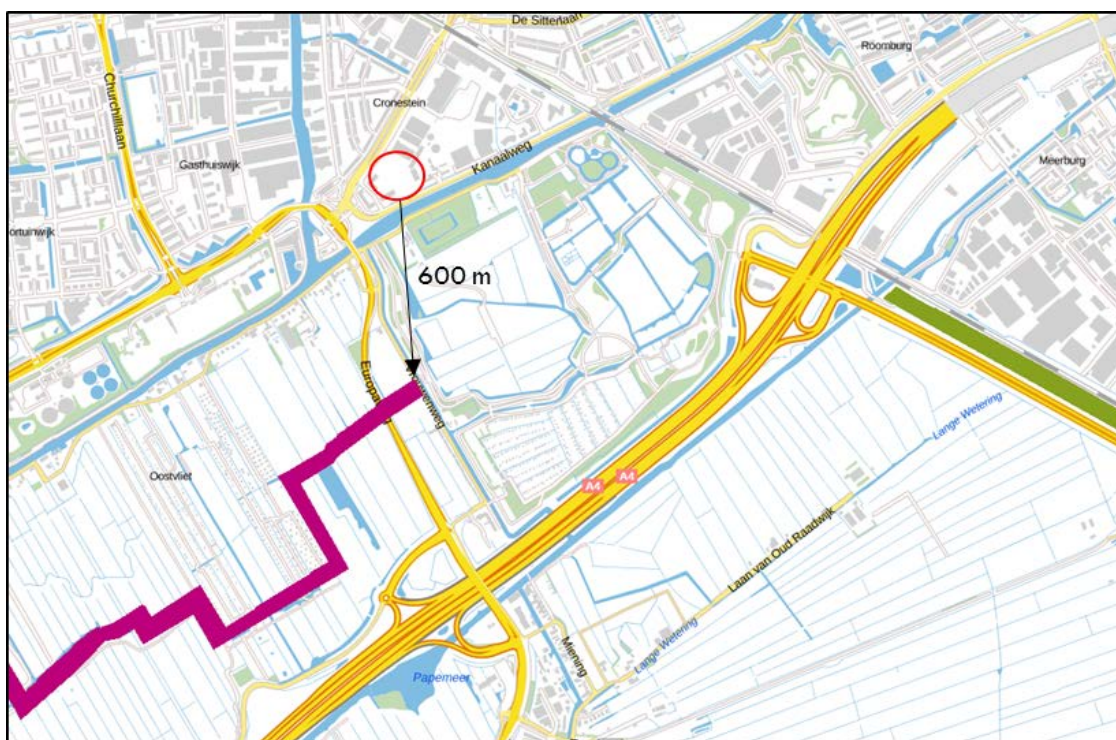 De Sitterlaan
Roomburg
Churchilllaan
Cronestein
Meerburg
Gasthuiswijk
Kanaalweg
ortuinwijk
600 m
Lange Wetering
Oostvliet
A4
A4
Laan van Oud Raadwijk
Miening
Lange Wetering
Papemeer